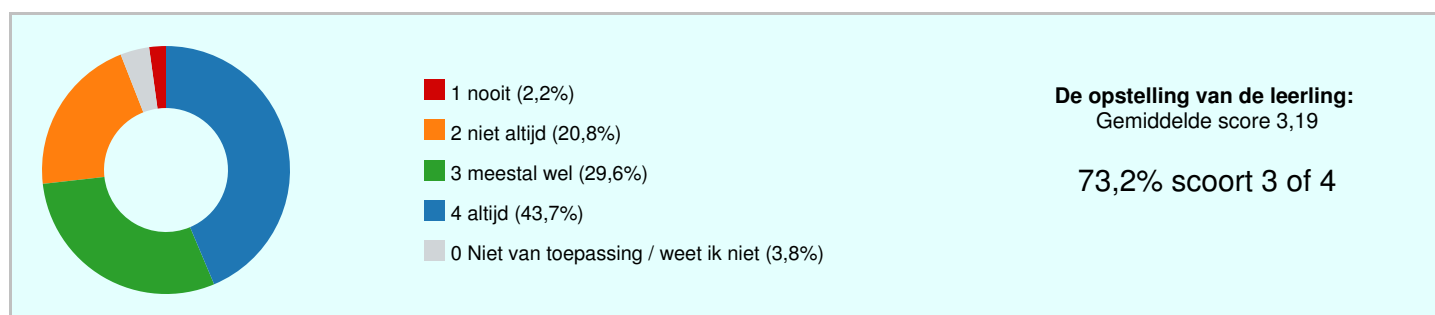 1 nooit (2,2%)
2 niet altijd (20,8%)
3 meestal wel (29,6%)
4 altijd (43,7%)
0 Niet van toepassing / weet ik niet (3,8%)
De opstelling van de leerling:
Gemiddelde score 3,19
73,2% scoort 3 of 4